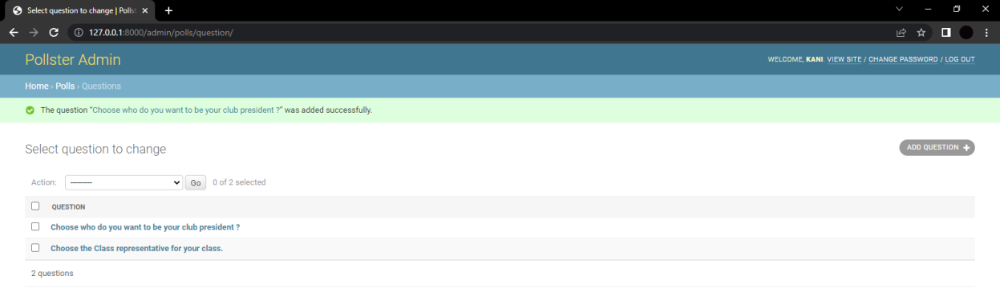 Select question to change | Pollst
127.0.0.1:8000/admin/polls/question/
Pollster Admin
WELCOME, KANI. VIEW SITE / CHANGE PASSWORD / LOG OUT
Home › Polls › Questions
The question “Choose who do you want to be your club president ?” was added successfully.
Select question to change
ADD QUESTION +
Action: --------- Go 0 of 2 selected
QUESTION
Choose who do you want to be your club president ?
Choose the Class representative for your class.
2 questions